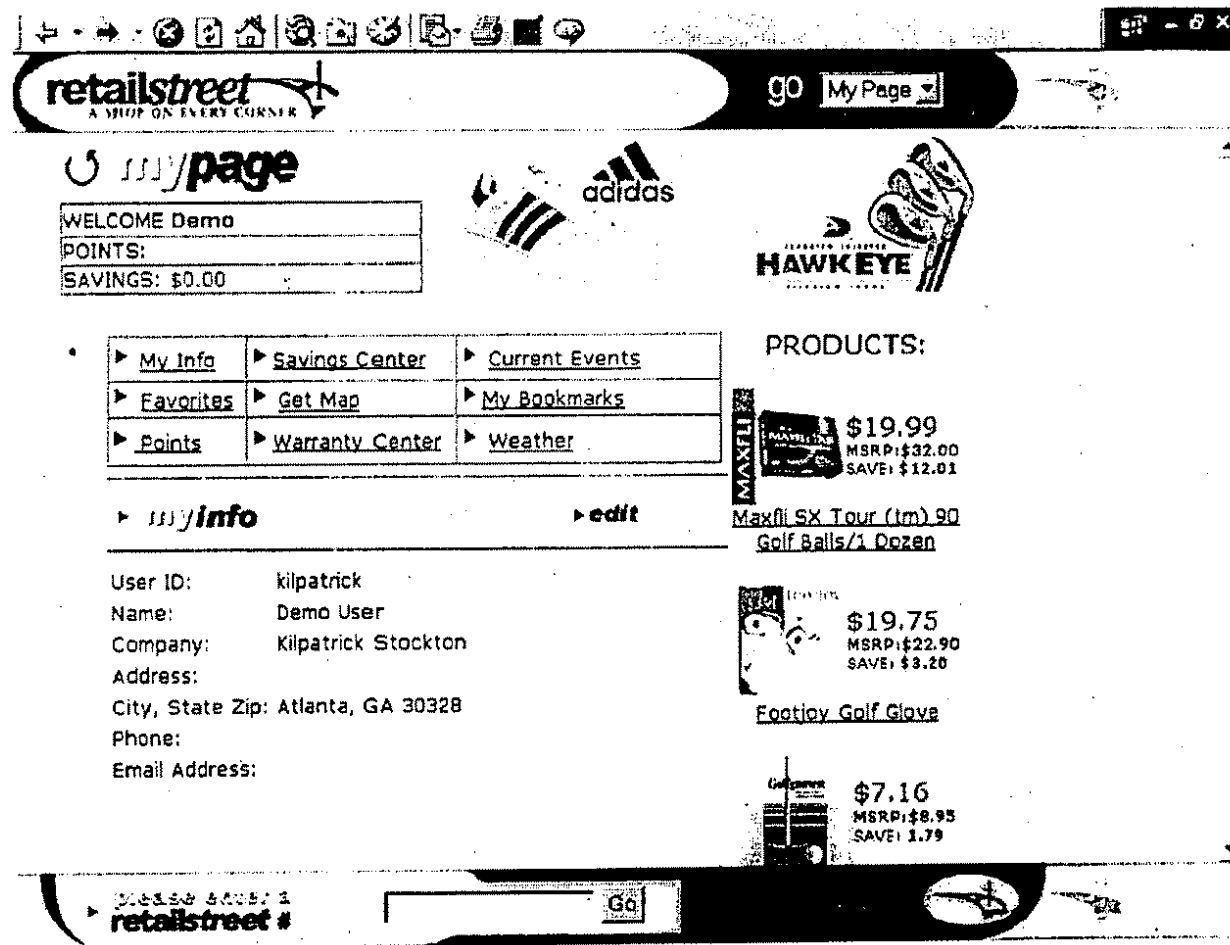 retailstreet
A SHOP ON EVERY CORNER
go My Page
mypage
adidas
WELCOME Demo
POINTS:
SAVINGS: $0.00
HAWKEYE
My Info Savings Center Current Events
Favorites Get Map My Bookmarks
Points Warranty Center Weather
myinfo edit
User ID: kilpatrick
Name: Demo User
Company: Kilpatrick Stockton
Address:
City, State Zip: Atlanta, GA 30328
Phone:
Email Address:
PRODUCTS:
MAXFLI
$19.99
MSRP:$32.00
SAVE: $12.01
Maxfli SX Tour (tm) 90
Golf Balls/1 Dozen
$19.75
MSRP:$22.90
SAVE: $3.20
Footjoy Golf Glove
$7.16
MSRP:$8.95
SAVE: 1.79
please enter a
retailstreet #
Go